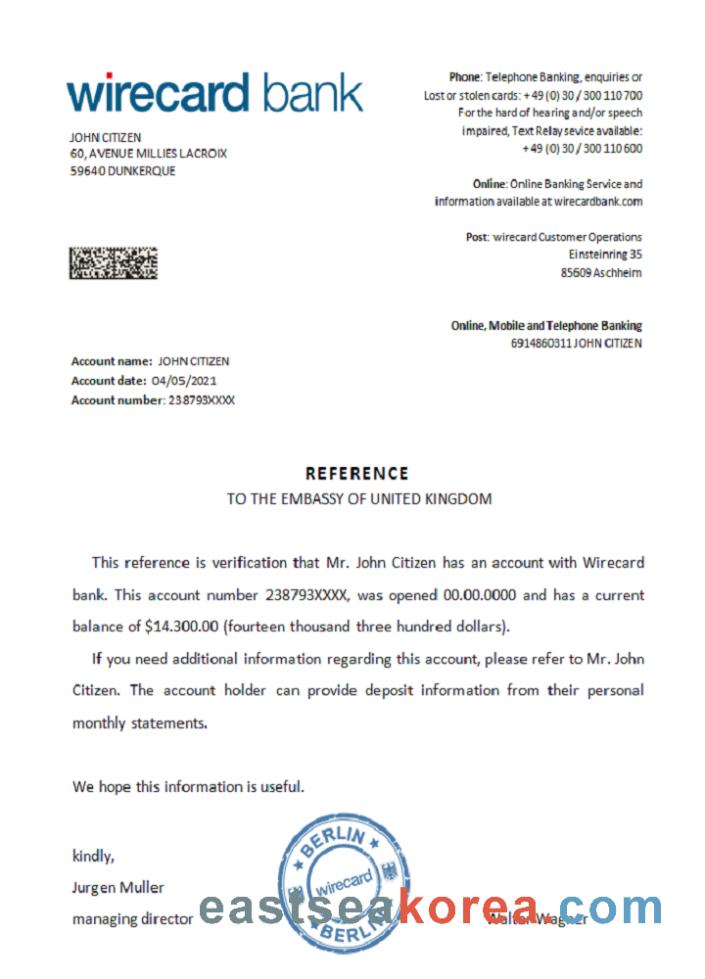 wirecard bank
JOHN CITIZEN
60, AVENUE MILLIES LACROIX
59640 DUNKERQUE
Phone: Telephone Banking, enquiries or
Lost or stolen cards: + 49 (0) 30 / 300 110 700
For the hard of hearing and/or speech
impaired, Text Relay sevice available:
+ 49 (0) 30 / 300 110 600
Online: Online Banking Service and
information available at wirecardbank.com
Post: wirecard Customer Operations
Einsteinring 35
85609 Aschheim
Online, Mobile and Telephone Banking
6914860311 JOHN CITIZEN
Account name: JOHN CITIZEN
Account date: 04/05/2021
Account number: 238793XXXX
REFERENCE
TO THE EMBASSY OF UNITED KINGDOM
This reference is verification that Mr. John Citizen has an account with Wirecard
bank. This account number 238793XXXX, was opened 00.00.0000 and has a current
balance of $14.300.00 (fourteen thousand three hundred dollars).
If you need additional information regarding this account, please refer to Mr. John
Citizen. The account holder can provide deposit information from their personal
monthly statements.
We hope this information is useful.
kindly,
Jurgen Muller
managing director
BERLIN
wirecard
BERLIN
Walter Wagner
eastseakorea.com